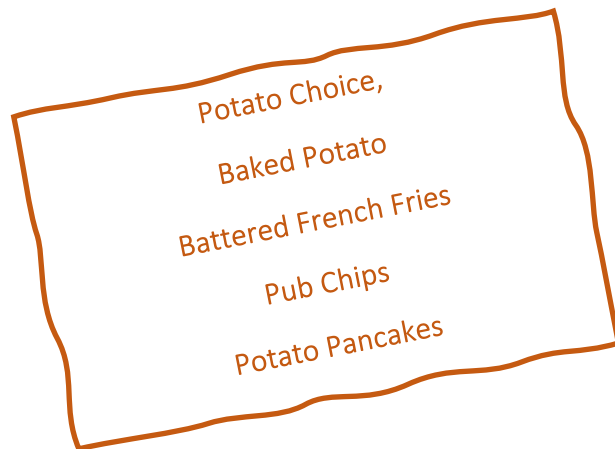 Potato Choice,
Baked Potato
Battered French Fries
Pub Chips
Potato Pancakes